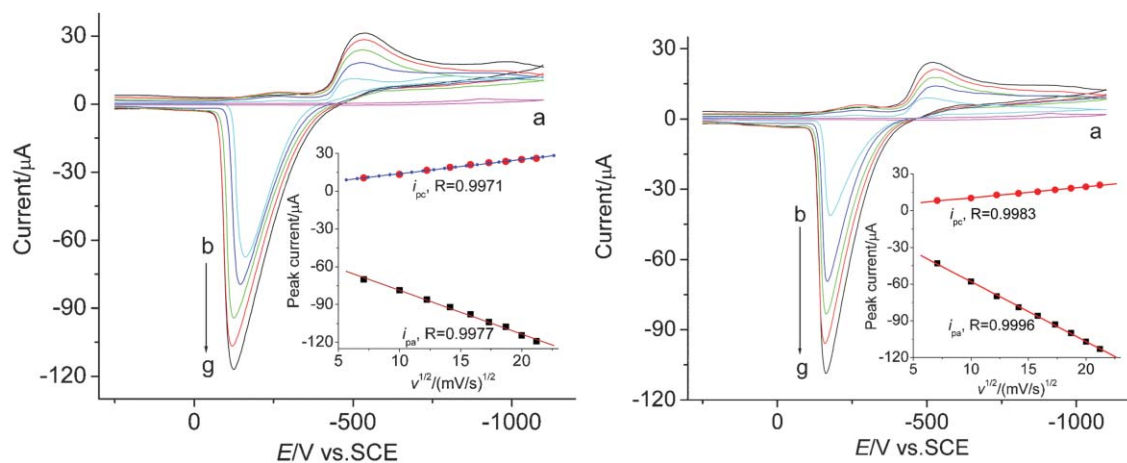 30
0
-30
-60
-90
-120
Current/μA
0
-500
-1000
E/V vs.SCE
a
b
g
30
0
-30
-60
-90
-120
Peak current/μA
i_pc, R=0.9971
i_pa, R=0.9977
5
10
15
20
v^1/2/(mV/s)^1/2
30
0
-30
-60
-90
-120
Current/μA
0
-500
-1000
E/V vs.SCE
a
b
g
30
0
-30
-60
-90
-120
Peak current/μA
i_pc, R=0.9983
i_pa, R=0.9996
5
10
15
20
v^1/2/(mV/s)^1/2